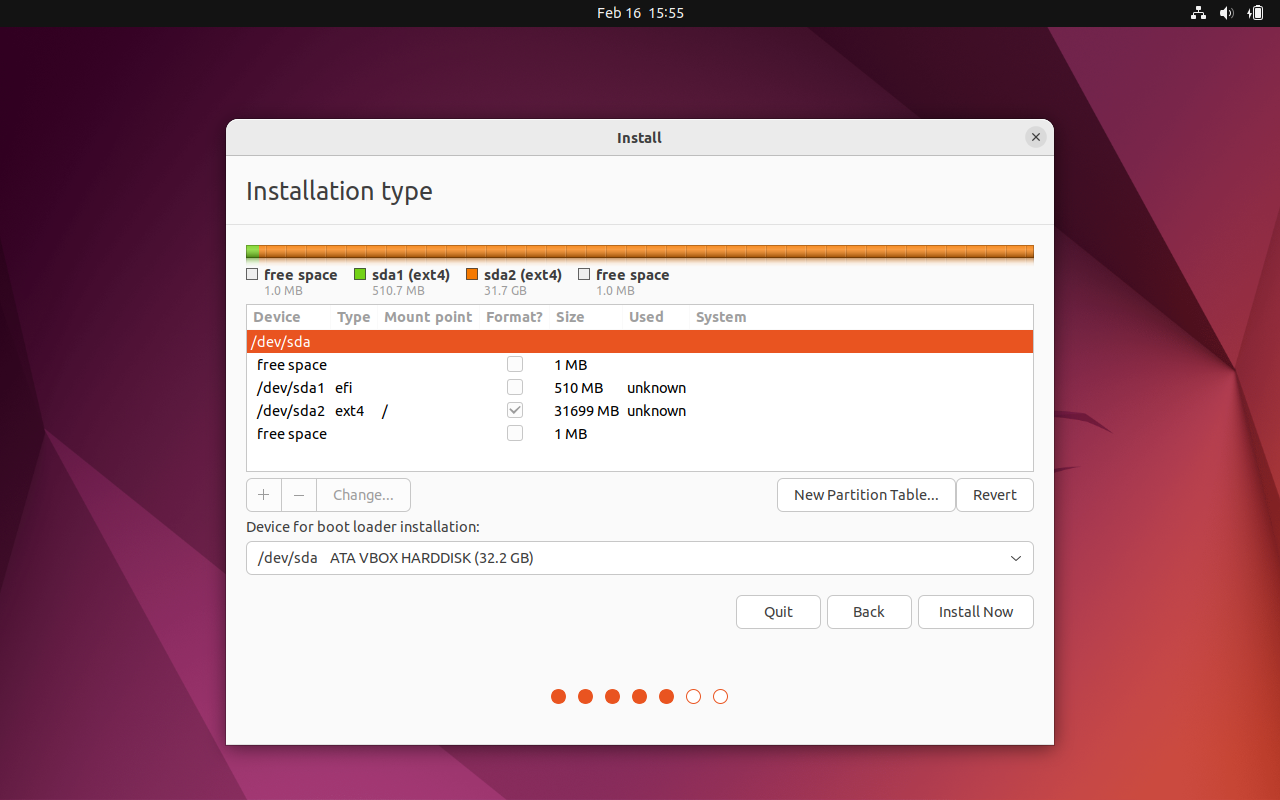 Feb 16 15:55
Install
Installation type
free space sda1 (ext4) sda2 (ext4) free space
1.0 MB 510.7 MB 31.7 GB 1.0 MB
Device Type Mount point Format? Size Used System
/dev/sda
free space 1 MB
/dev/sda1 efi 510 MB unknown
/dev/sda2 ext4 / 31699 MB unknown
free space 1 MB
+ − Change... New Partition Table... Revert
Device for boot loader installation:
/dev/sda ATA VBOX HARDDISK (32.2 GB)
Quit Back Install Now